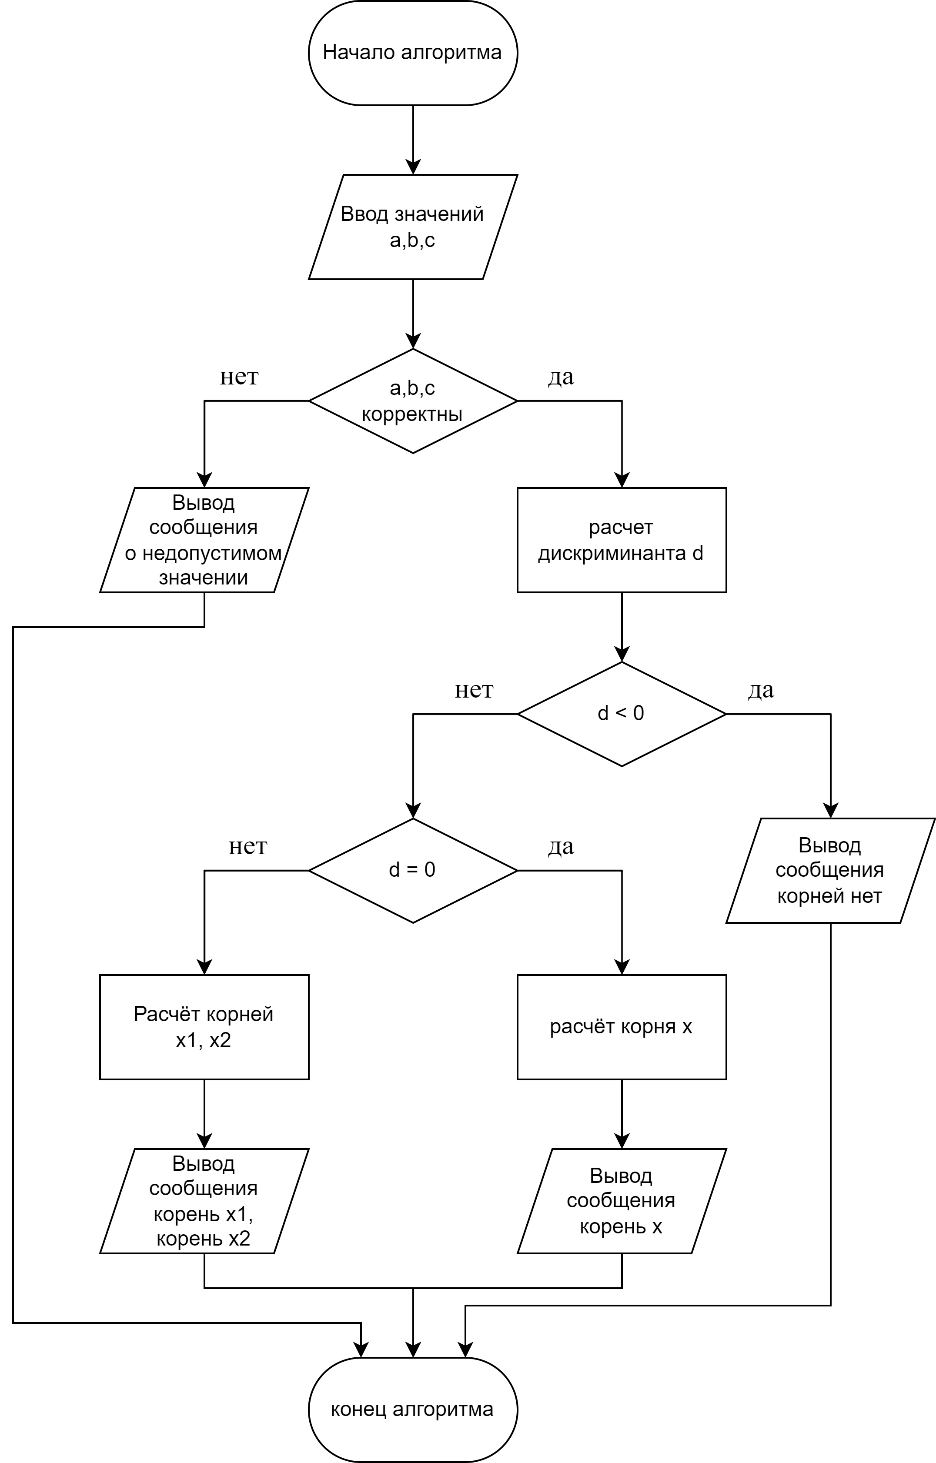 Начало алгоритма
Ввод значений
a,b,c
нет
да
a,b,c
корректны
Вывод
сообщения
о недопустимом
значении
расчет
дискриминанта d
нет
да
d < 0
нет
да
d = 0
Вывод
сообщения
корней нет
Расчёт корней
x1, x2
расчёт корня x
Вывод
сообщения
корень x1,
корень x2
Вывод
сообщения
корень x
конец алгоритма